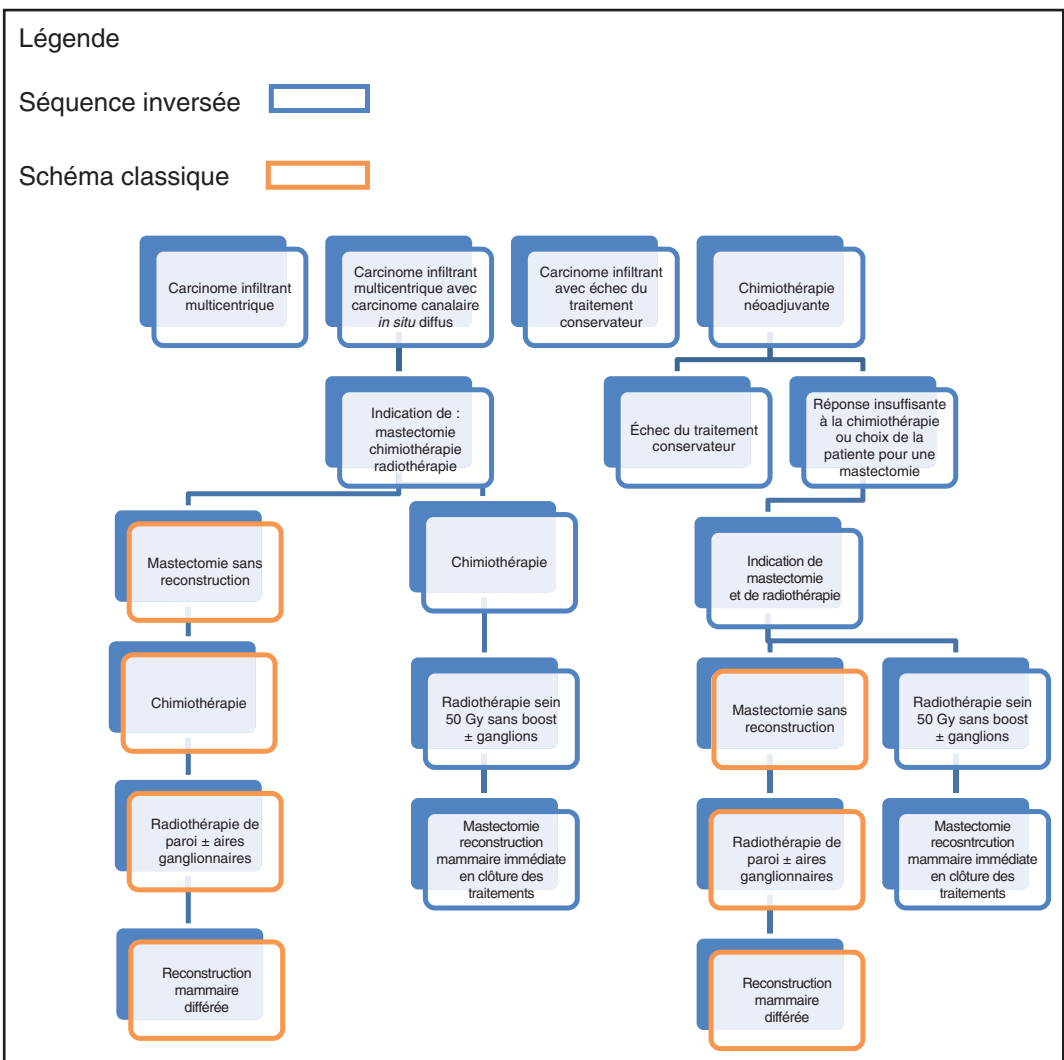 Légende
Séquence inversée
Schéma classique
Carcinome infiltrant
multicentrique
Carcinome infiltrant
multicentrique avec
carcinome canalaire
in situ diffus
Carcinome infiltrant
avec échec du
traitement
conservateur
Chimiothérapie
néoadjuvante
Indication de :
mastectomie
chimiothérapie
radiothérapie
Échec du traitement
conservateur
Réponse insuffisante
à la chimiothérapie
ou choix de la
patiente pour une
mastectomie
Mastectomie sans
reconstruction
Chimiothérapie
Indication de
mastectomie
et de radiothérapie
Chimiothérapie
Radiothérapie sein
50 Gy sans boost
± ganglions
Mastectomie sans
reconstruction
Radiothérapie sein
50 Gy sans boost
± ganglions
Radiothérapie de
paroi ± aires
ganglionnaires
Mastectomie
reconstruction
mammaire immédiate
en clôture des
traitements
Radiothérapie de
paroi ± aires
ganglionnaires
Mastectomie
recosntrcution
mammaire immédiate
en clôture des
traitements
Reconstruction
mammaire
différée
Reconstruction
mammaire
différée